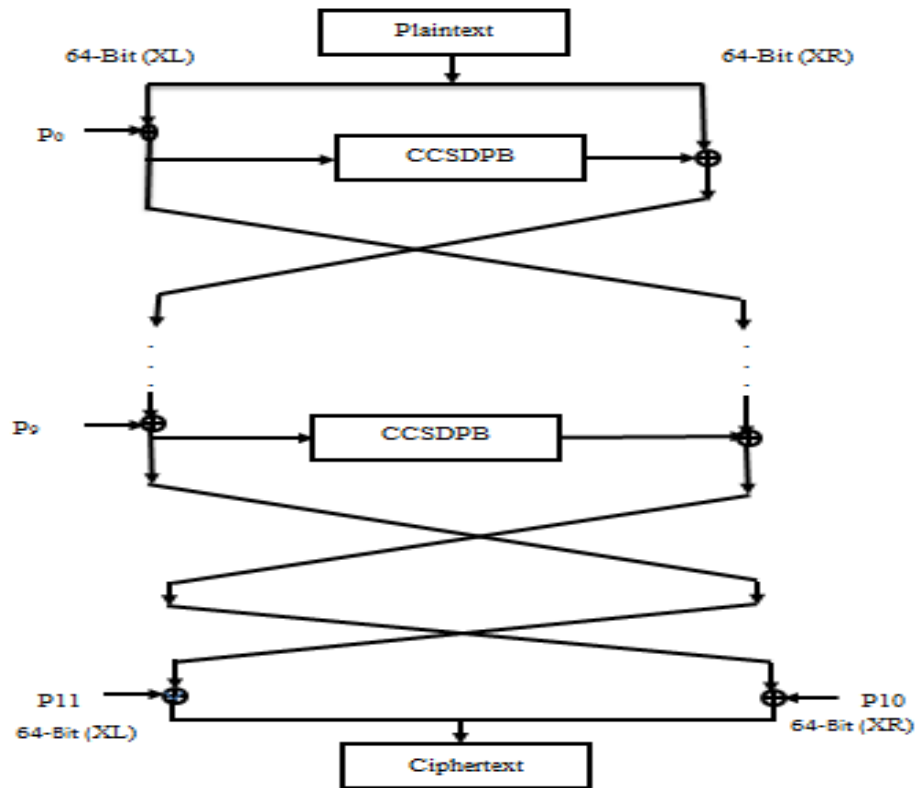 Plaintext
64-Bit (XL)
64-Bit (XR)
P0
CCSDPB
P9
CCSDPB
P11
P10
64-Bit (XL)
64-Bit (XR)
Ciphertext